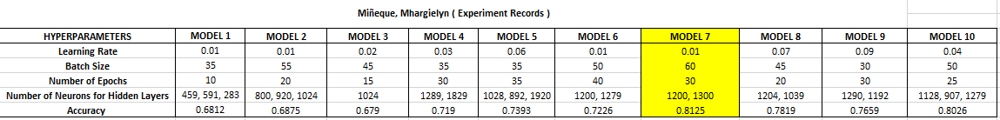 Miñeque, Mhargielyn ( Experiment Records )
HYPERPARAMETERS MODEL 1 MODEL 2 MODEL 3 MODEL 4 MODEL 5 MODEL 6 MODEL 7 MODEL 8 MODEL 9 MODEL 10
Learning Rate 0.01 0.01 0.02 0.03 0.06 0.01 0.01 0.07 0.09 0.04
Batch Size 35 55 45 35 35 50 60 45 30 50
Number of Epochs 10 20 15 30 35 40 30 20 30 25
Number of Neurons for Hidden Layers 459, 591, 283 800, 920, 1024 1024 1289, 1829 1028, 892, 1920 1200, 1279 1200, 1300 1204, 1039 1290, 1192 1128, 907, 1279
Accuracy 0.6812 0.6875 0.679 0.719 0.7393 0.7226 0.8125 0.7819 0.7659 0.8026